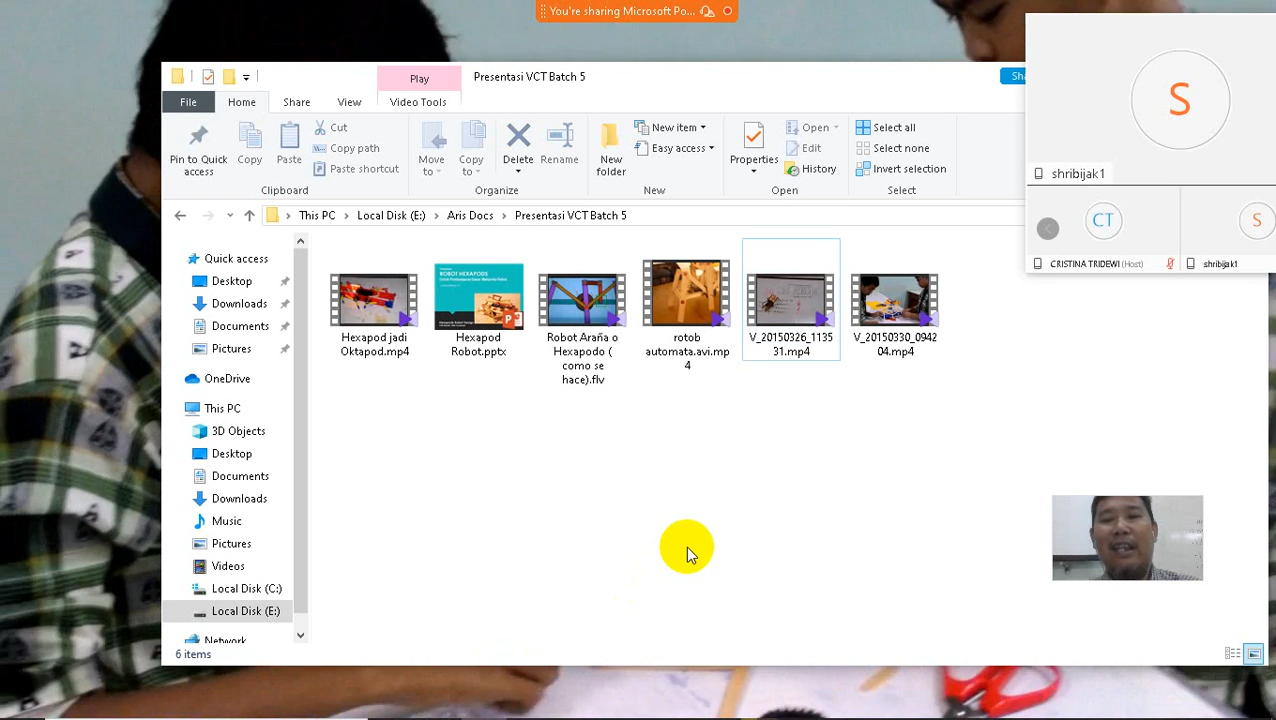 You're sharing Microsoft Po...
Play
Presentasi VCT Batch 5
Sha
File
Home
Share
View
Video Tools
Pin to Quick access
Copy
Paste
Cut
Copy path
Paste shortcut
Clipboard
Move to
Copy to
Delete
Rename
Organize
New folder
New item
Easy access
New
Properties
Open
Edit
History
Open
Select all
Select none
Invert selection
Select
S
shribijak1
CT
S
CRISTINA TRIDEWI (Host)
shribijak1
This PC
Local Disk (E:)
Aris Docs
Presentasi VCT Batch 5
Quick access
Desktop
Downloads
Documents
Pictures
OneDrive
This PC
3D Objects
Desktop
Documents
Downloads
Music
Pictures
Videos
Local Disk (C:)
Local Disk (E:)
Network
ROBOT HEXAPODS
Hexapod jadi
Oktapod.mp4
Hexapod
Robot.pptx
Robot Araña o
Hexapodo (
como se
hace).flv
rotob
automata.avi.mp
4
V_20150326_1135
31.mp4
V_20150330_0942
04.mp4
6 items